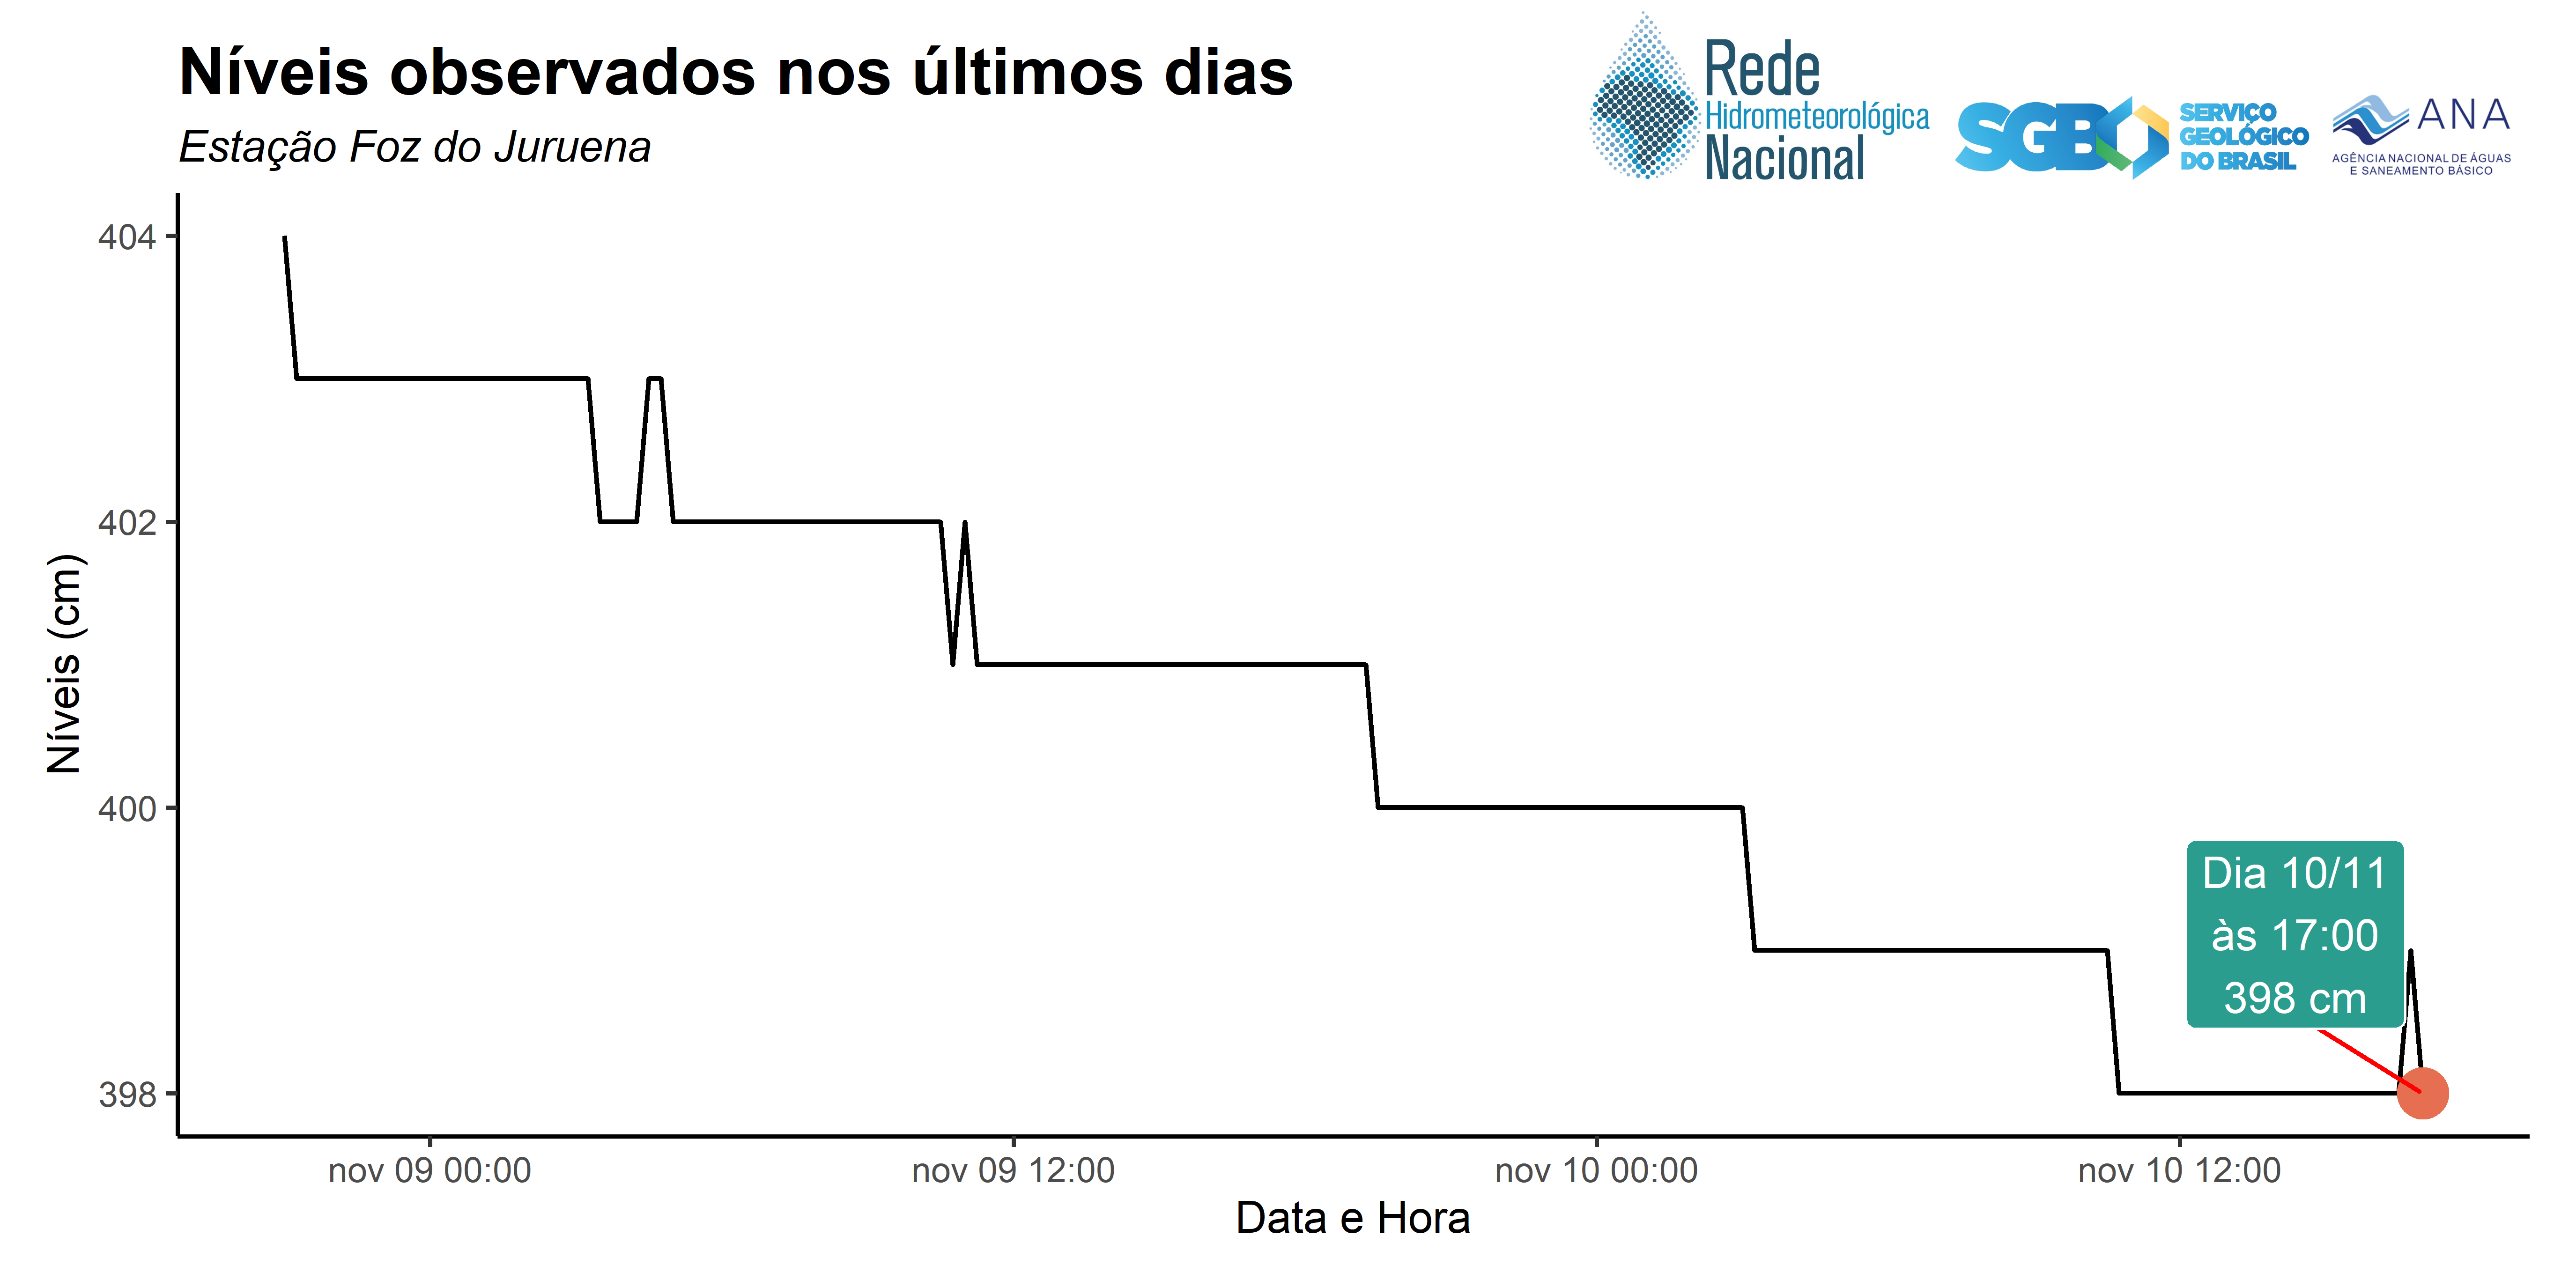 Níveis observados nos últimos dias
Estação Foz do Juruena
Rede
Hidrometeorológica
Nacional
SGB
SERVIÇO
GEOLÓGICO
DO BRASIL
ANA
AGÊNCIA NACIONAL DE ÁGUAS
E SANEAMENTO BÁSICO
Níveis (cm)
404
402
400
398
Dia 10/11
às 17:00
398 cm
nov 09 00:00
nov 09 12:00
nov 10 00:00
nov 10 12:00
Data e Hora